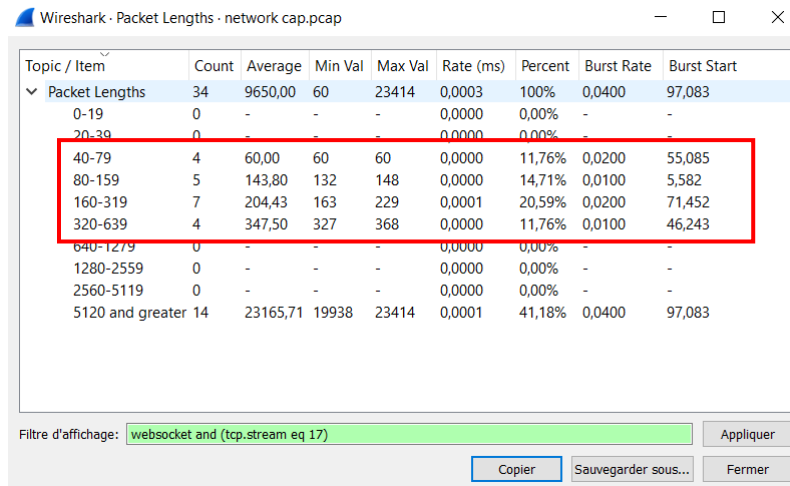 Wireshark · Packet Lengths · network cap.pcap
Topic / Item Count Average Min Val Max Val Rate (ms) Percent Burst Rate Burst Start
Packet Lengths 34 9650,00 60 23414 0,0003 100% 0,0400 97,083
0-19 0 - - - 0,0000 0,00% - -
20-39 0 - - - 0,0000 0,00% - -
40-79 4 60,00 60 60 0,0000 11,76% 0,0200 55,085
80-159 5 143,80 132 148 0,0000 14,71% 0,0100 5,582
160-319 7 204,43 163 229 0,0001 20,59% 0,0200 71,452
320-639 4 347,50 327 368 0,0000 11,76% 0,0100 46,243
640-1279 0 - - - 0,0000 0,00% - -
1280-2559 0 - - - 0,0000 0,00% - -
2560-5119 0 - - - 0,0000 0,00% - -
5120 and greater 14 23165,71 19938 23414 0,0001 41,18% 0,0400 97,083
Filtre d'affichage: websocket and (tcp.stream eq 17) Appliquer
Copier Sauvegarder sous... Fermer